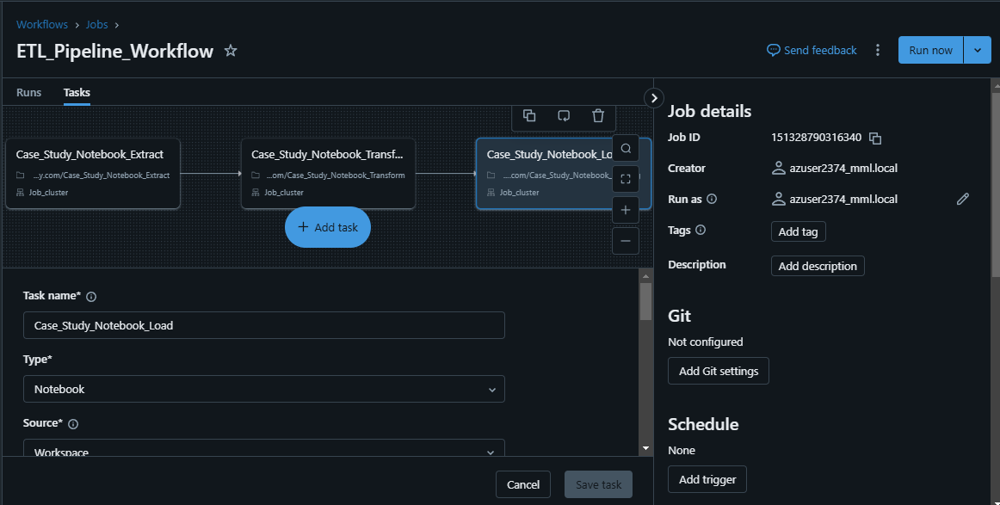 Workflows › Jobs ›
ETL_Pipeline_Workflow
Send feedback
Run now
Runs Tasks
Case_Study_Notebook_Extract
...y.com/Case_Study_Notebook_Extract
Job_cluster
Case_Study_Notebook_Transf...
...om/Case_Study_Notebook_Transform
Job_cluster
Case_Study_Notebook_Lo
....com/Case_Study_Notebook_
Job_cluster
+ Add task
Task name*
Case_Study_Notebook_Load
Type*
Notebook
Source*
Workspace
Cancel Save task
Job details
Job ID 151328790316340
Creator azuser2374_mml.local
Run as azuser2374_mml.local
Tags Add tag
Description Add description
Git
Not configured
Add Git settings
Schedule
None
Add trigger